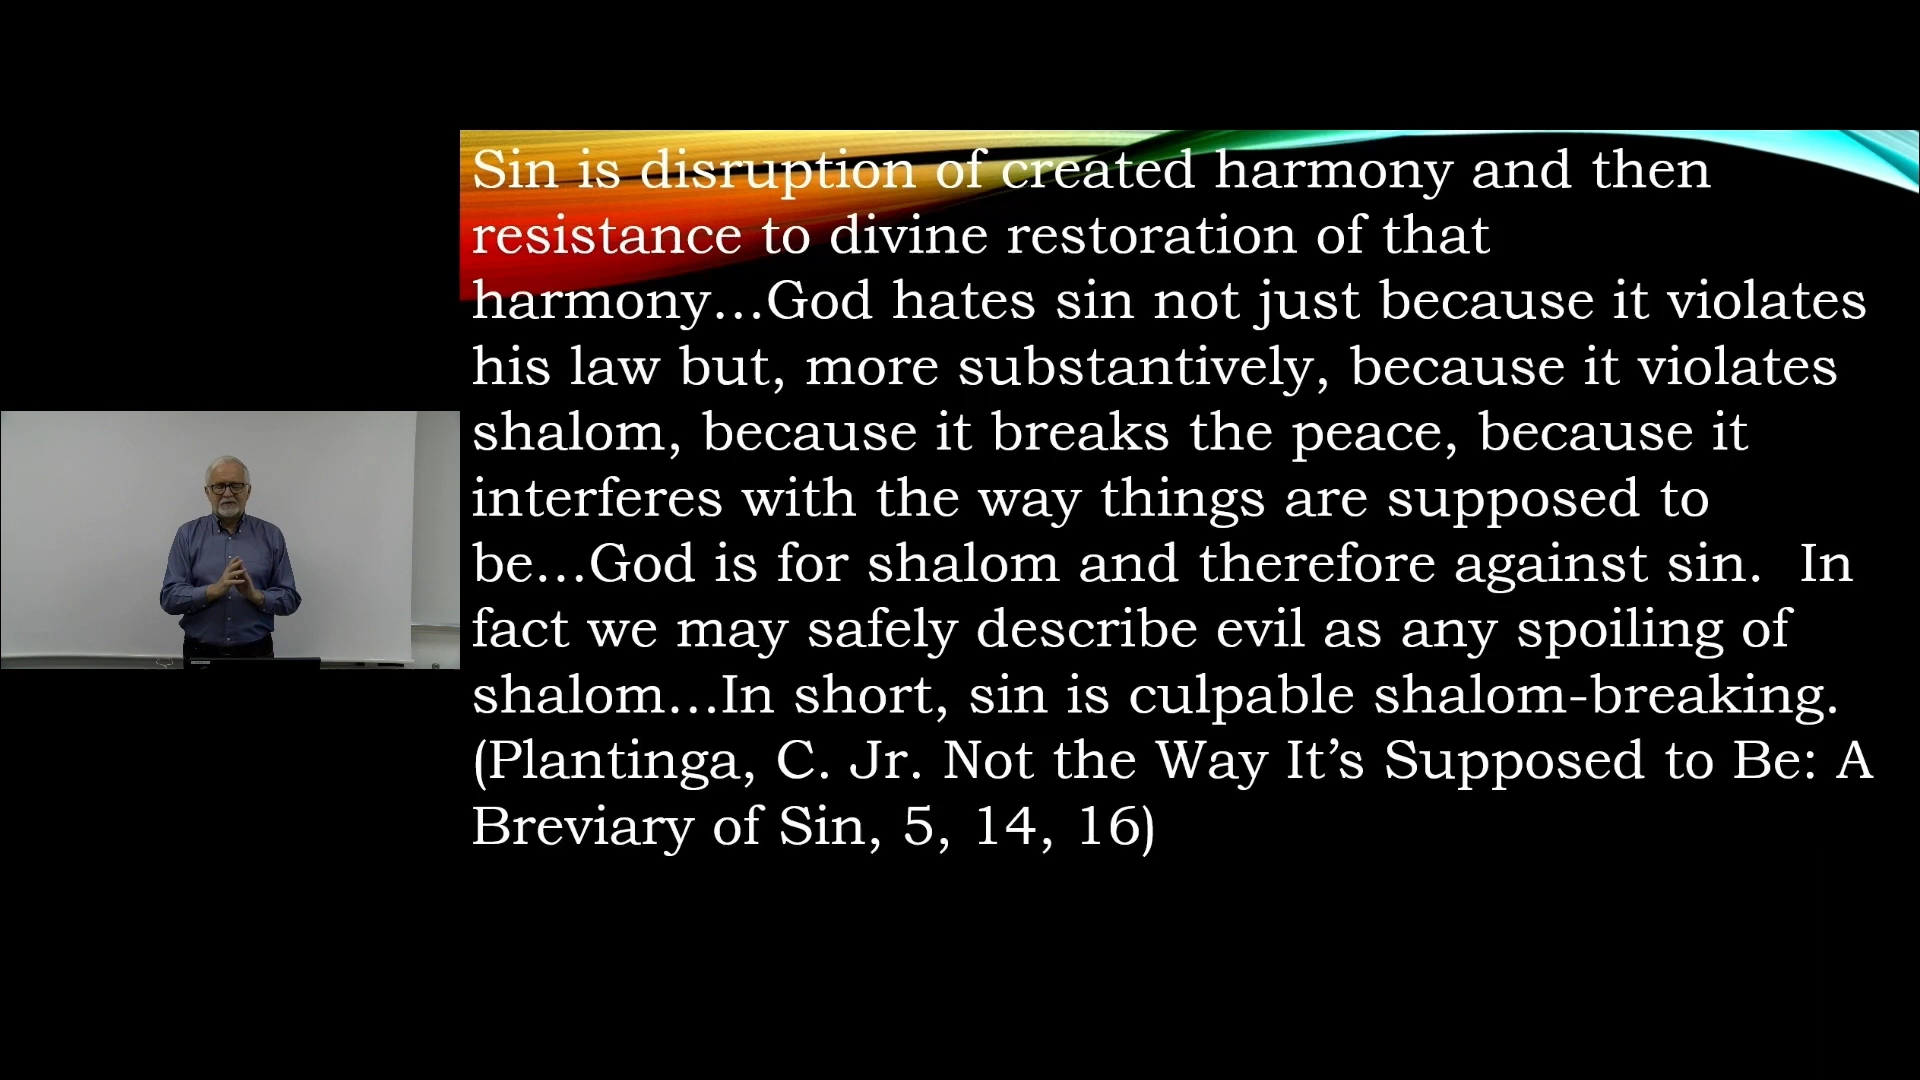 Sin is disruption of created harmony and then
resistance to divine restoration of that
harmony…God hates sin not just because it violates
his law but, more substantively, because it violates
shalom, because it breaks the peace, because it
interferes with the way things are supposed to
be…God is for shalom and therefore against sin.  In
fact we may safely describe evil as any spoiling of
shalom…In short, sin is culpable shalom-breaking.
(Plantinga, C. Jr. Not the Way It’s Supposed to Be: A
Breviary of Sin, 5, 14, 16)